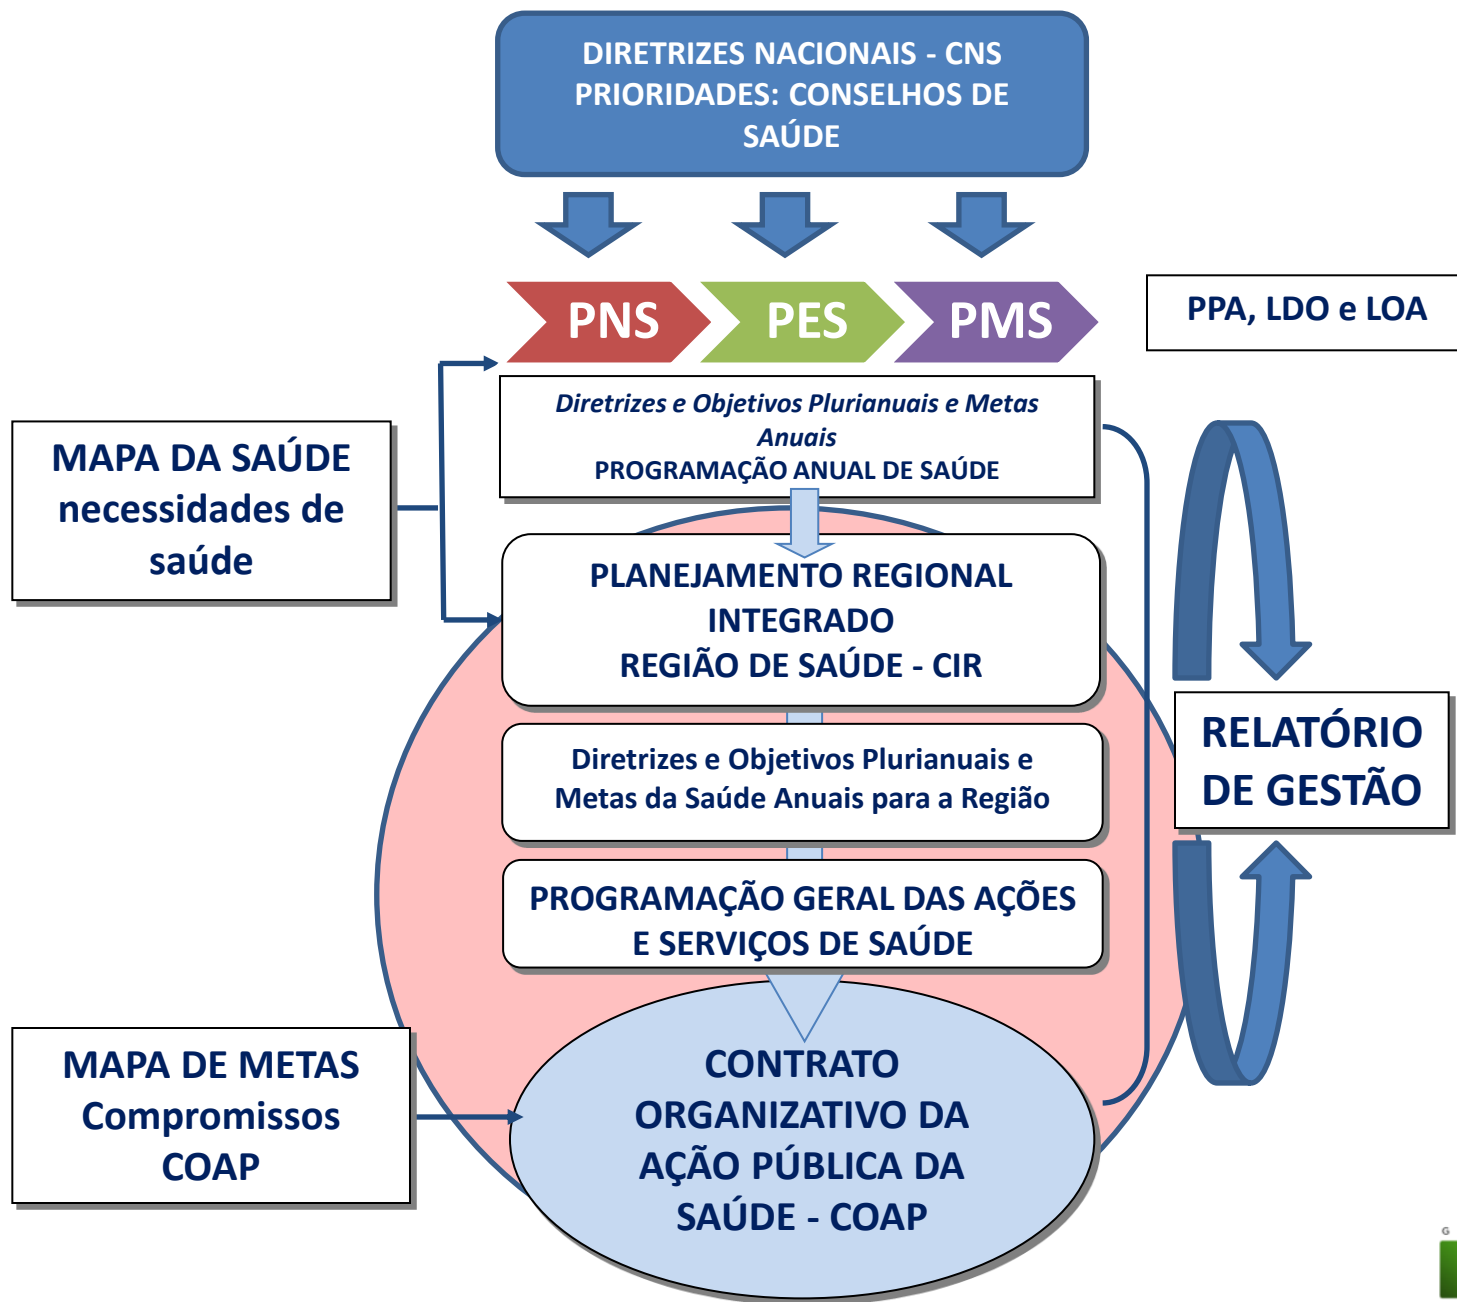 DIRETRIZES NACIONAIS - CNS
PRIORIDADES: CONSELHOS DE
SAÚDE
PNS
PES
PMS
PPA, LDO e LOA
Diretrizes e Objetivos Plurianuais e Metas
Anuais
PROGRAMAÇÃO ANUAL DE SAÚDE
MAPA DA SAÚDE
necessidades de
saúde
PLANEJAMENTO REGIONAL
INTEGRADO
REGIÃO DE SAÚDE - CIR
RELATÓRIO
DE GESTÃO
Diretrizes e Objetivos Plurianuais e
Metas da Saúde Anuais para a Região
PROGRAMAÇÃO GERAL DAS AÇÕES
E SERVIÇOS DE SAÚDE
MAPA DE METAS
Compromissos
COAP
CONTRATO
ORGANIZATIVO DA
AÇÃO PÚBLICA DA
SAÚDE - COAP
G